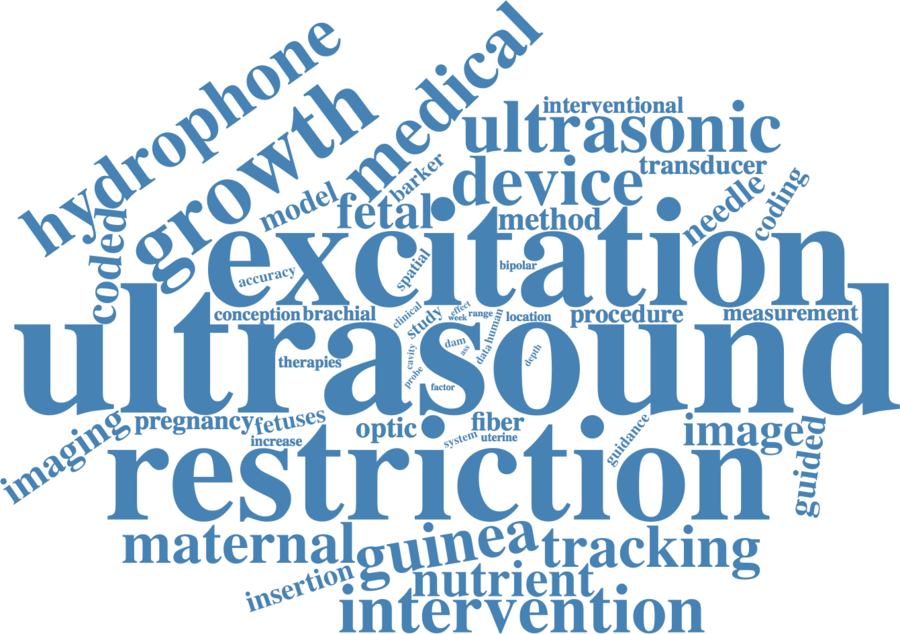 hydrophone
growth
medical
interventional
ultrasonic
transducer
device
barker
model
fetal
method
needle
coding
coded
excitation
accuracy
spatial
bipolar
conception
brachial
clinical
study
effect
week
range
location
procedure
measurement
ultrasound
therapies
cavity
probe
dam
ass
data
human
depth
factor
imaging
pregnancy
fetuses
increase
optic
fiber
system
uterine
guidance
image
guided
restriction
maternal
guinea
tracking
insertion
nutrient
intervention